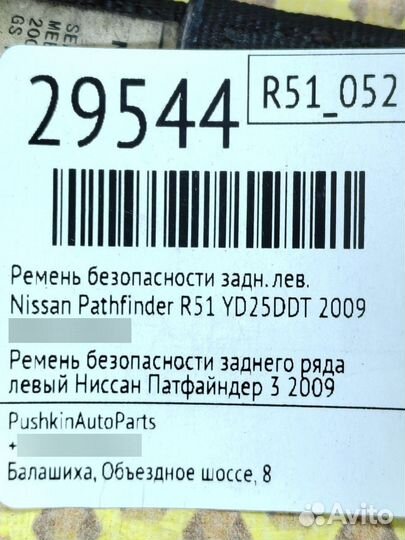 29544
R51_052
Ремень безопасности задн. лев.
Nissan Pathfinder R51 YD25DDT 2009
Ремень безопасности заднего ряда
левый Ниссан Патфайндер 3 2009
PushkinAutoParts
+
Балашиха, Объездное шоссе, 8
Avito